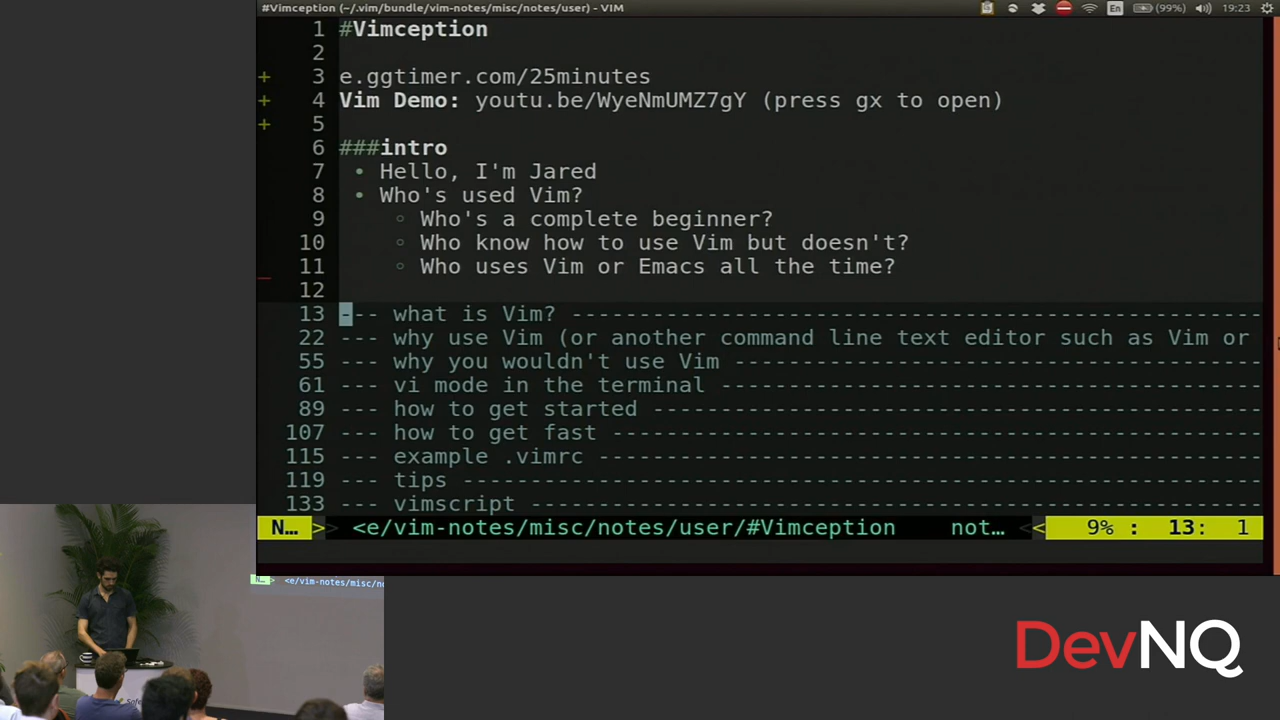 #Vimception (~/.vim/bundle/vim-notes/misc/notes/user) - VIM
En (99%) 19:23
1 #Vimception
2
+ 3 e.ggtimer.com/25minutes
+ 4 Vim Demo: youtu.be/WyeNmUMZ7gY (press gx to open)
+ 5
6 ###intro
7 • Hello, I'm Jared
8 • Who's used Vim?
9 ◦ Who's a complete beginner?
10 ◦ Who know how to use Vim but doesn't?
_ 11 ◦ Who uses Vim or Emacs all the time?
12
13 --- what is Vim? ---------------------------------------------------
22 --- why use Vim (or another command line text editor such as Vim or
55 --- why you wouldn't use Vim ---------------------------------------
61 --- vi mode in the terminal ----------------------------------------
89 --- how to get started ---------------------------------------------
107 --- how to get fast ------------------------------------------------
115 --- example .vimrc --------------------------------------------------
119 --- tips -----------------------------------------------------------
133 --- vimscript ------------------------------------------------------
N… >> <e/vim-notes/misc/notes/user/#Vimception not… << 9% : 13: 1
N… > <e/vim-notes/misc/no
DevNQ